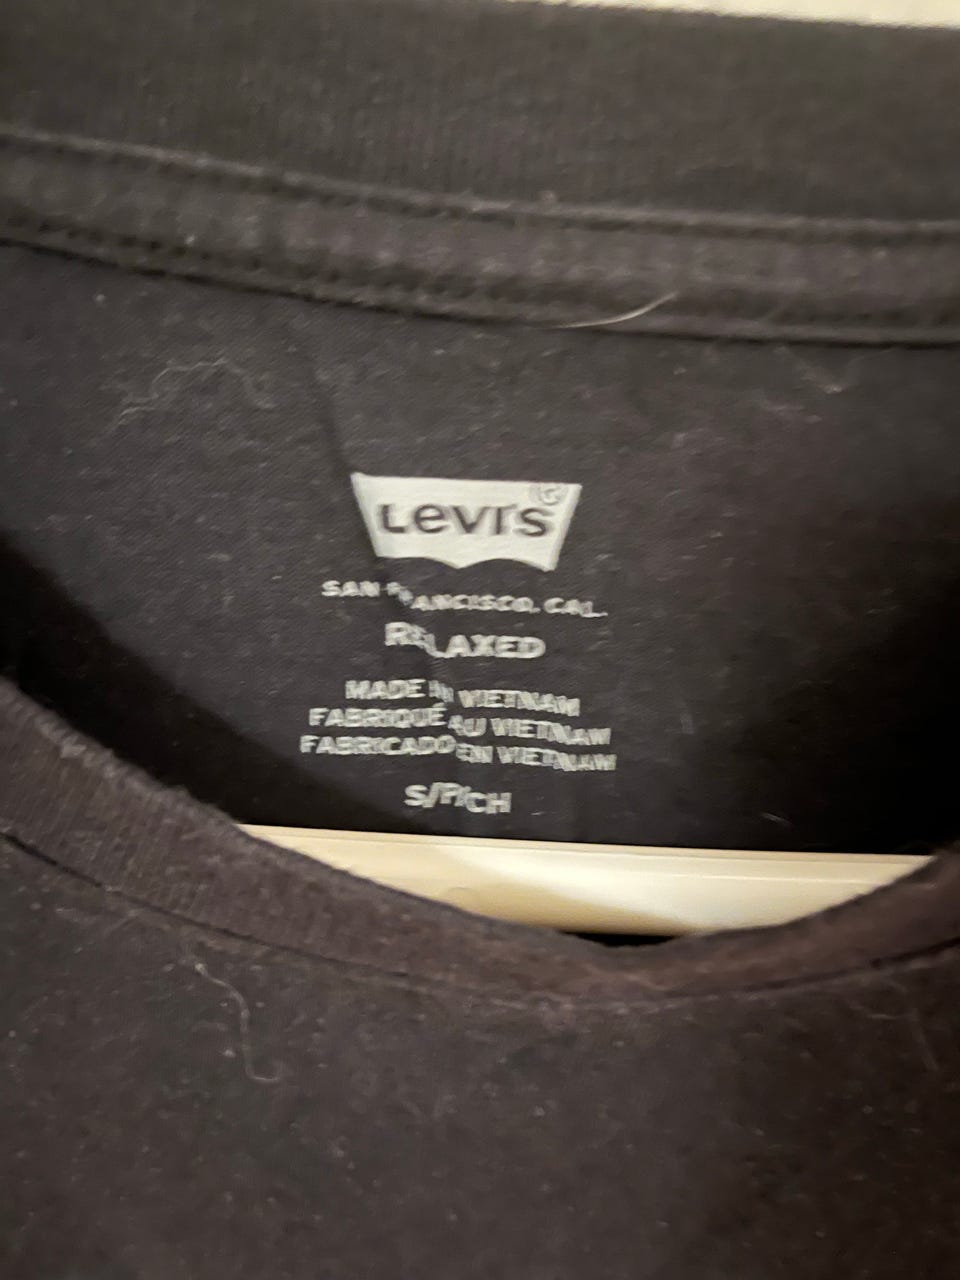 Levi's®
SAN FRANCISCO, CAL.
RELAXED
MADE IN VIETNAM
FABRIQUÉ AU VIETNAM
FABRICADO EN VIETNAM
S/P/CH